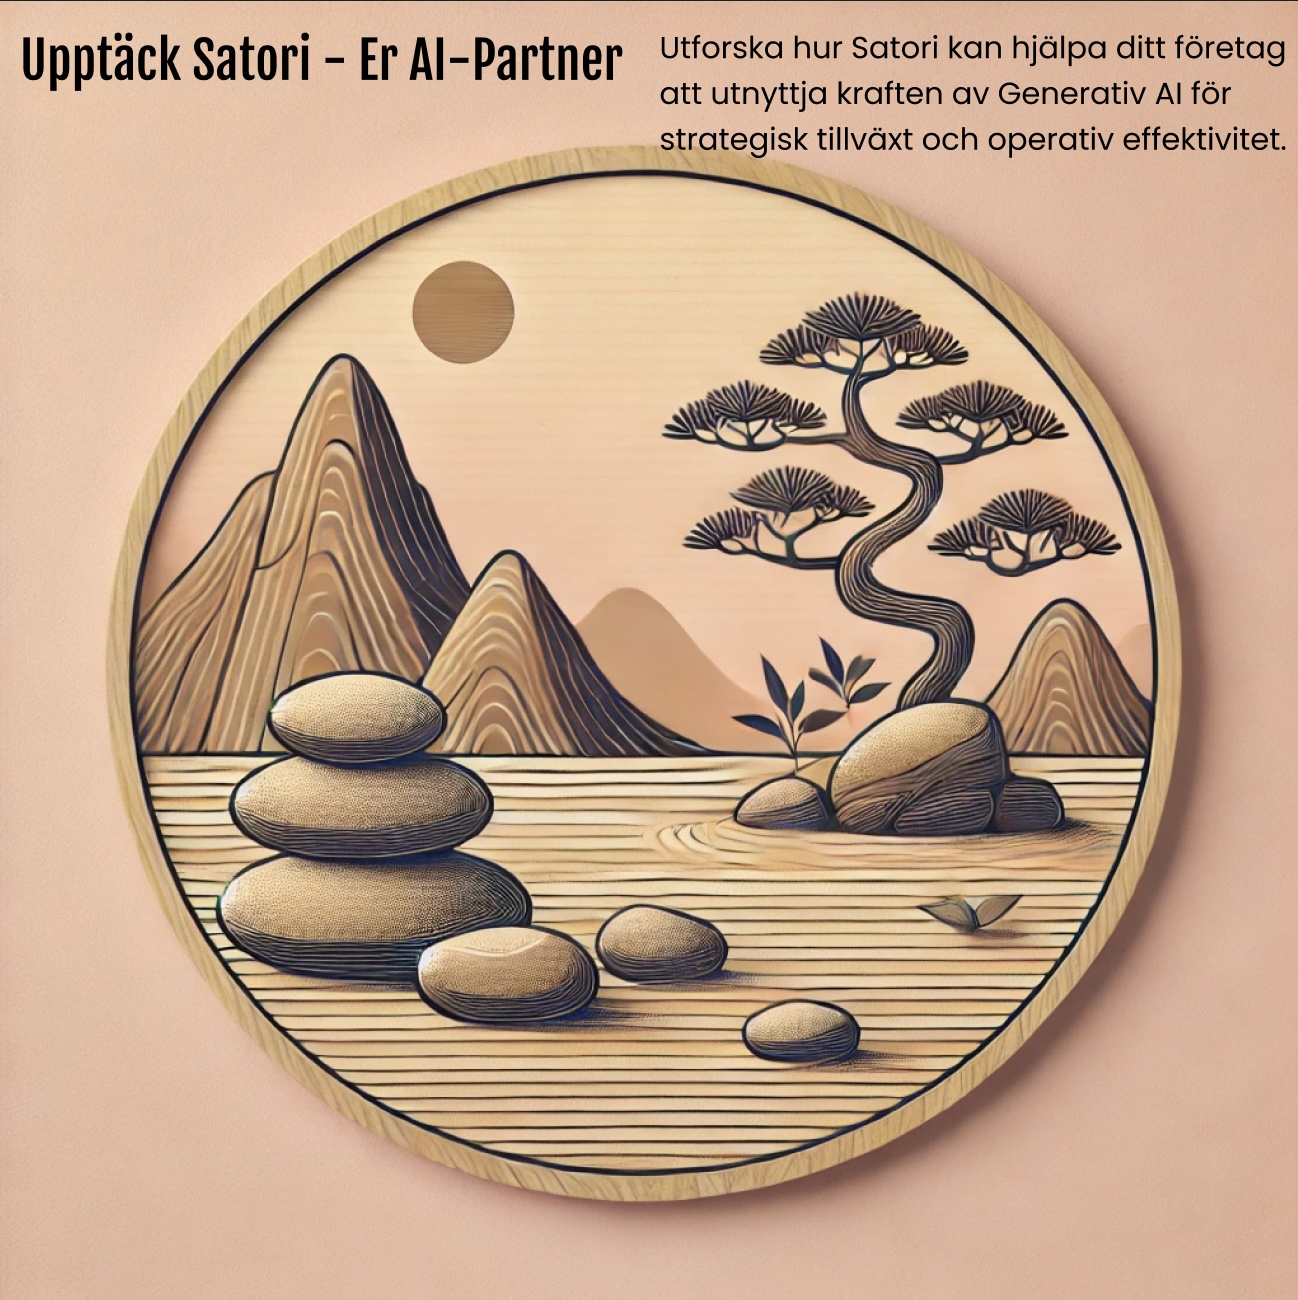 Upptäck Satori - Er AI-Partner
Utforska hur Satori kan hjälpa ditt företag
att utnyttja kraften av Generativ AI för
strategisk tillväxt och operativ effektivitet.